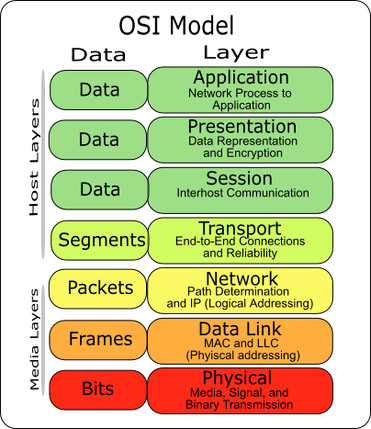 OSI Model
Data Layer
Host Layers
Data
Application
Network Process to
Application
Data
Presentation
Data Representation
and Encryption
Data
Session
Interhost Communication
Segments
Transport
End-to-End Connections
and Reliability
Media Layers
Packets
Network
Path Determination
and IP (Logical Addressing)
Frames
Data Link
MAC and LLC
(Phyiscal addressing)
Bits
Physical
Media, Signal, and
Binary Transmission